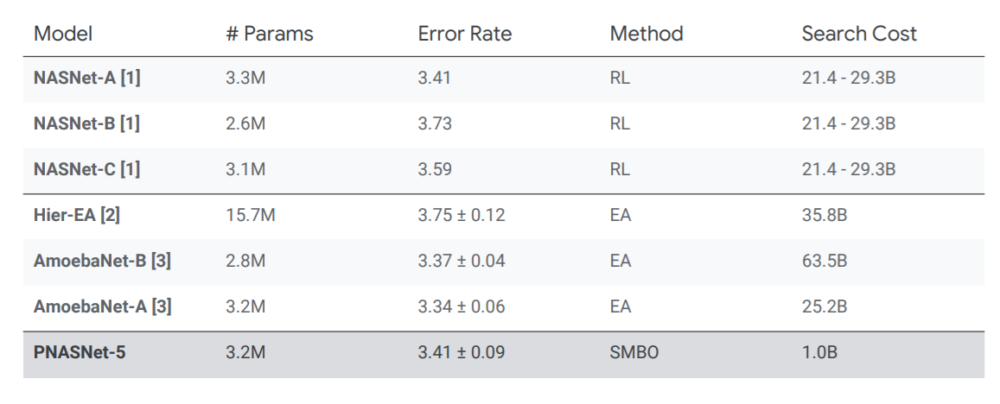 Model # Params Error Rate Method Search Cost
NASNet-A [1] 3.3M 3.41 RL 21.4 - 29.3B
NASNet-B [1] 2.6M 3.73 RL 21.4 - 29.3B
NASNet-C [1] 3.1M 3.59 RL 21.4 - 29.3B
Hier-EA [2] 15.7M 3.75 ± 0.12 EA 35.8B
AmoebaNet-B [3] 2.8M 3.37 ± 0.04 EA 63.5B
AmoebaNet-A [3] 3.2M 3.34 ± 0.06 EA 25.2B
PNASNet-5 3.2M 3.41 ± 0.09 SMBO 1.0B